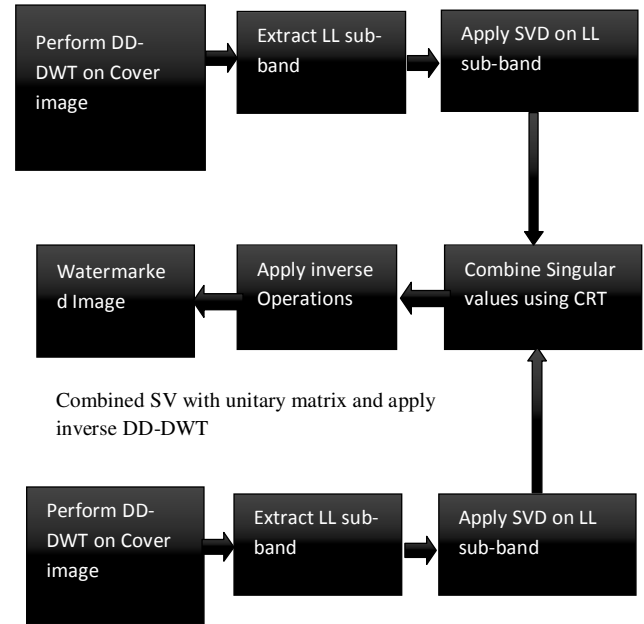 Perform DD-
DWT on Cover
image
Extract LL sub-
band
Apply SVD on LL
sub-band
Watermarke
d Image
Apply inverse
Operations
Combine Singular
values using CRT
Combined SV with unitary matrix and apply
inverse DD-DWT
Perform DD-
DWT on Cover
image
Extract LL sub-
band
Apply SVD on LL
sub-band